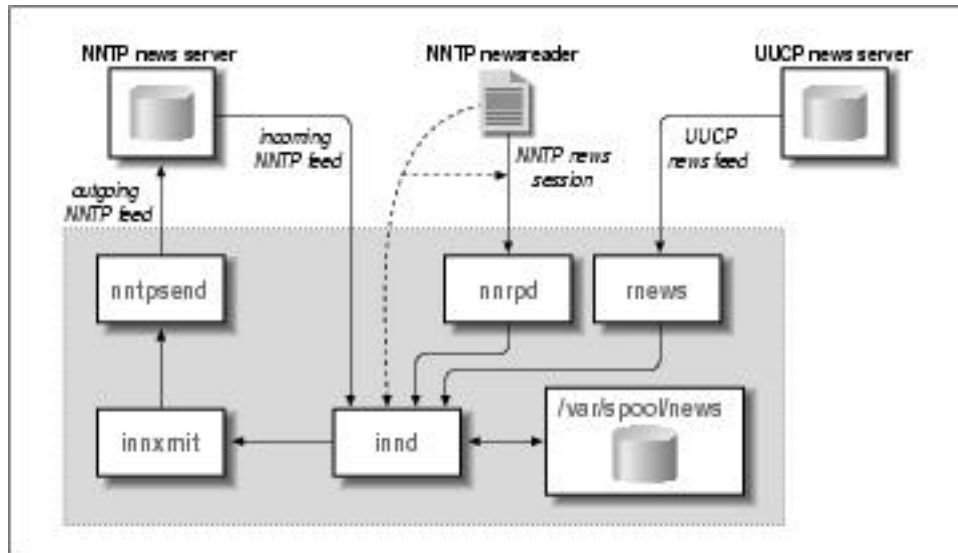 NNTP news server
NNTP newsreader
UUCP news server
incoming
NNTP feed
NNTP news
session
UUCP
news feed
outgoing
NNTP feed
nntpsend
nnrpd
rnews
/var/spool/news
innxmit
innd